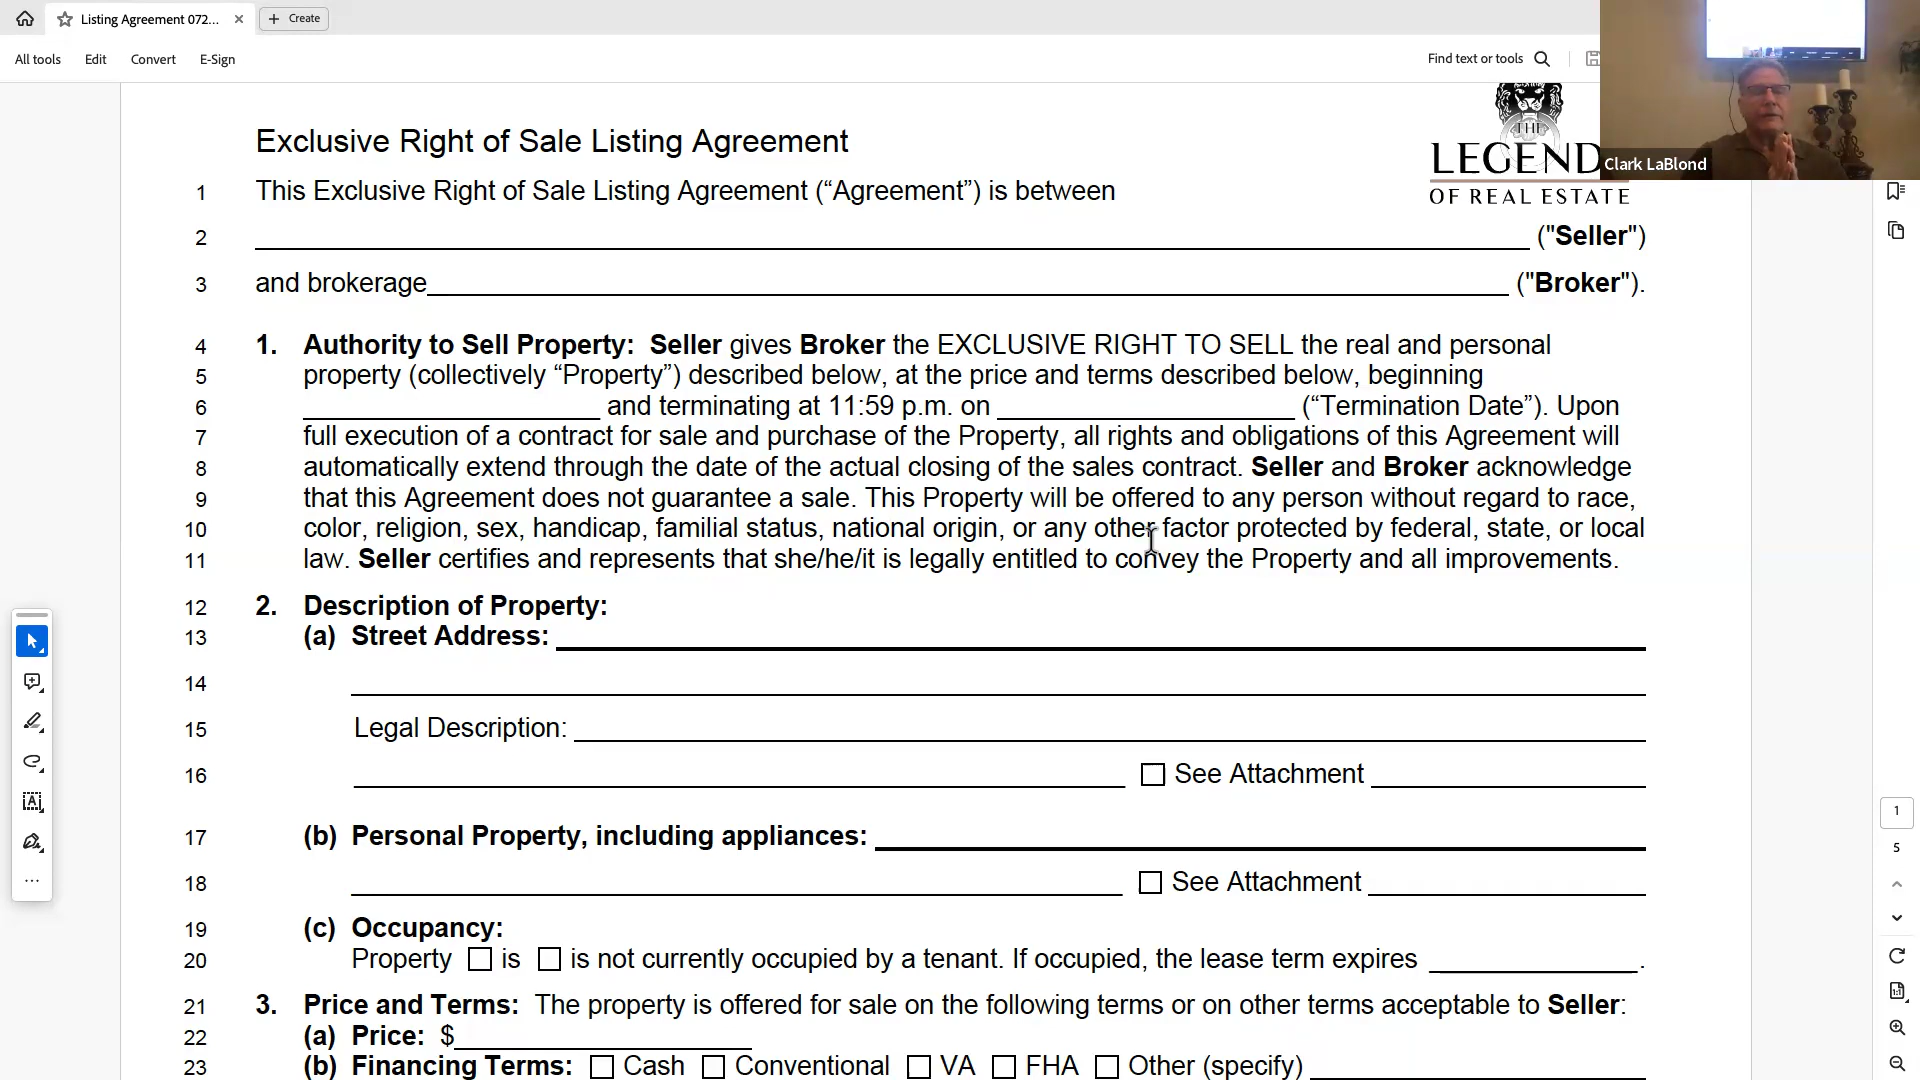 Listing Agreement 072...
Create
All tools Edit Convert E-Sign
Find text or tools
Clark LaBlond
THE
LEGEND
OF REAL ESTATE
Exclusive Right of Sale Listing Agreement
1 This Exclusive Right of Sale Listing Agreement (“Agreement”) is between
2 ("Seller")
3 and brokerage ("Broker").
4 1. Authority to Sell Property: Seller gives Broker the EXCLUSIVE RIGHT TO SELL the real and personal
5 property (collectively “Property”) described below, at the price and terms described below, beginning
6 and terminating at 11:59 p.m. on (“Termination Date”). Upon
7 full execution of a contract for sale and purchase of the Property, all rights and obligations of this Agreement will
8 automatically extend through the date of the actual closing of the sales contract. Seller and Broker acknowledge
9 that this Agreement does not guarantee a sale. This Property will be offered to any person without regard to race,
10 color, religion, sex, handicap, familial status, national origin, or any other factor protected by federal, state, or local
11 law. Seller certifies and represents that she/he/it is legally entitled to convey the Property and all improvements.
12 2. Description of Property:
13 (a) Street Address:
14
15 Legal Description:
16 See Attachment
17 (b) Personal Property, including appliances:
18 See Attachment
19 (c) Occupancy:
20 Property is is not currently occupied by a tenant. If occupied, the lease term expires .
21 3. Price and Terms: The property is offered for sale on the following terms or on other terms acceptable to Seller:
22 (a) Price: $
23 (b) Financing Terms: Cash Conventional VA FHA Other (specify)
1
5